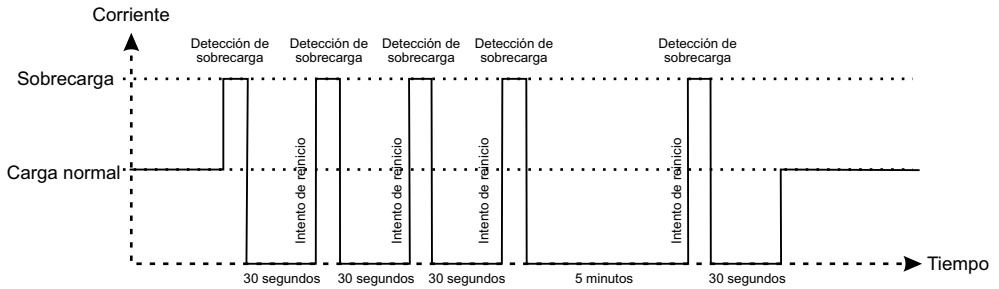 Corriente
Detección de
sobrecarga
Detección de
sobrecarga
Detección de
sobrecarga
Detección de
sobrecarga
Detección de
sobrecarga
Sobrecarga
Carga normal
Intento de reinicio
Intento de reinicio
Intento de reinicio
Intento de reinicio
Tiempo
30 segundos
30 segundos
30 segundos
5 minutos
30 segundos